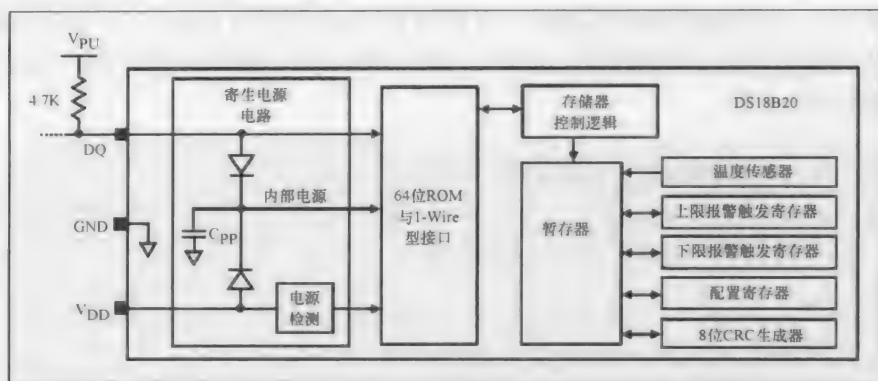 V_PU
4.7K
DQ
GND
V_DD
寄生电源
电路
内部电源
C_PP
电源
检测
64位ROM
与1-Wire
型接口
存储器
控制逻辑
暂存器
DS18B20
温度传感器
上限报警触发寄存器
下限报警触发寄存器
配置寄存器
8位CRC生成器